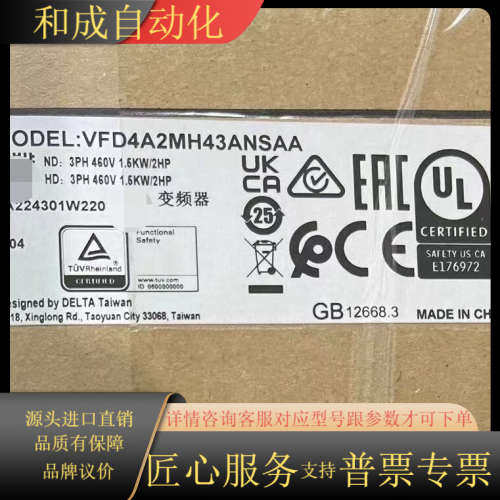 和成自动化
ODEL:VFD4A2MH43ANSAA
ND: 3PH 460V 1.5KW/2HP
HD: 3PH 460V 1.5KW/2HP
变频器
224301W220
04
UK
CA
25
EAC
CE
UL
CERTIFIED
SAFETY US CA
E176972
TÜVRheinland
CERTIFIED
Functional
Safety
www.tuv.com
ID 0600000000
signed by DELTA Taiwan
18, Xinglong Rd., Taoyuan City 33068, Taiwan
GB12668.3
MADE IN CH
源头进口直销
品质有保障
品牌议价
详情咨询客服对应型号跟参数才可下单
匠心服务支持普票专票